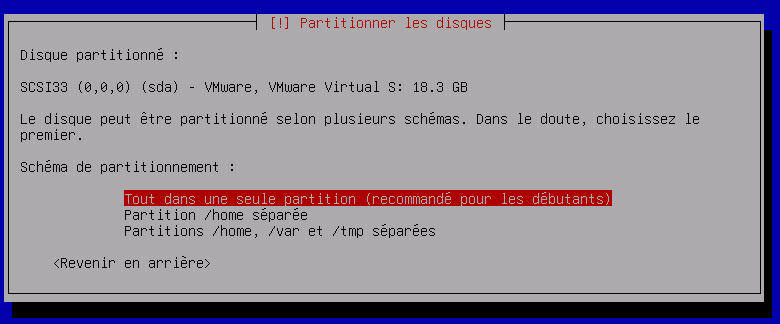 [!] Partitionner les disques
Disque partitionné :
SCSI33 (0,0,0) (sda) - VMware, VMware Virtual S: 18.3 GB
Le disque peut être partitionné selon plusieurs schémas. Dans le doute, choisissez le
premier.
Schéma de partitionnement :
Tout dans une seule partition (recommandé pour les débutants)
Partition /home séparée
Partitions /home, /var et /tmp séparées
<Revenir en arrière>